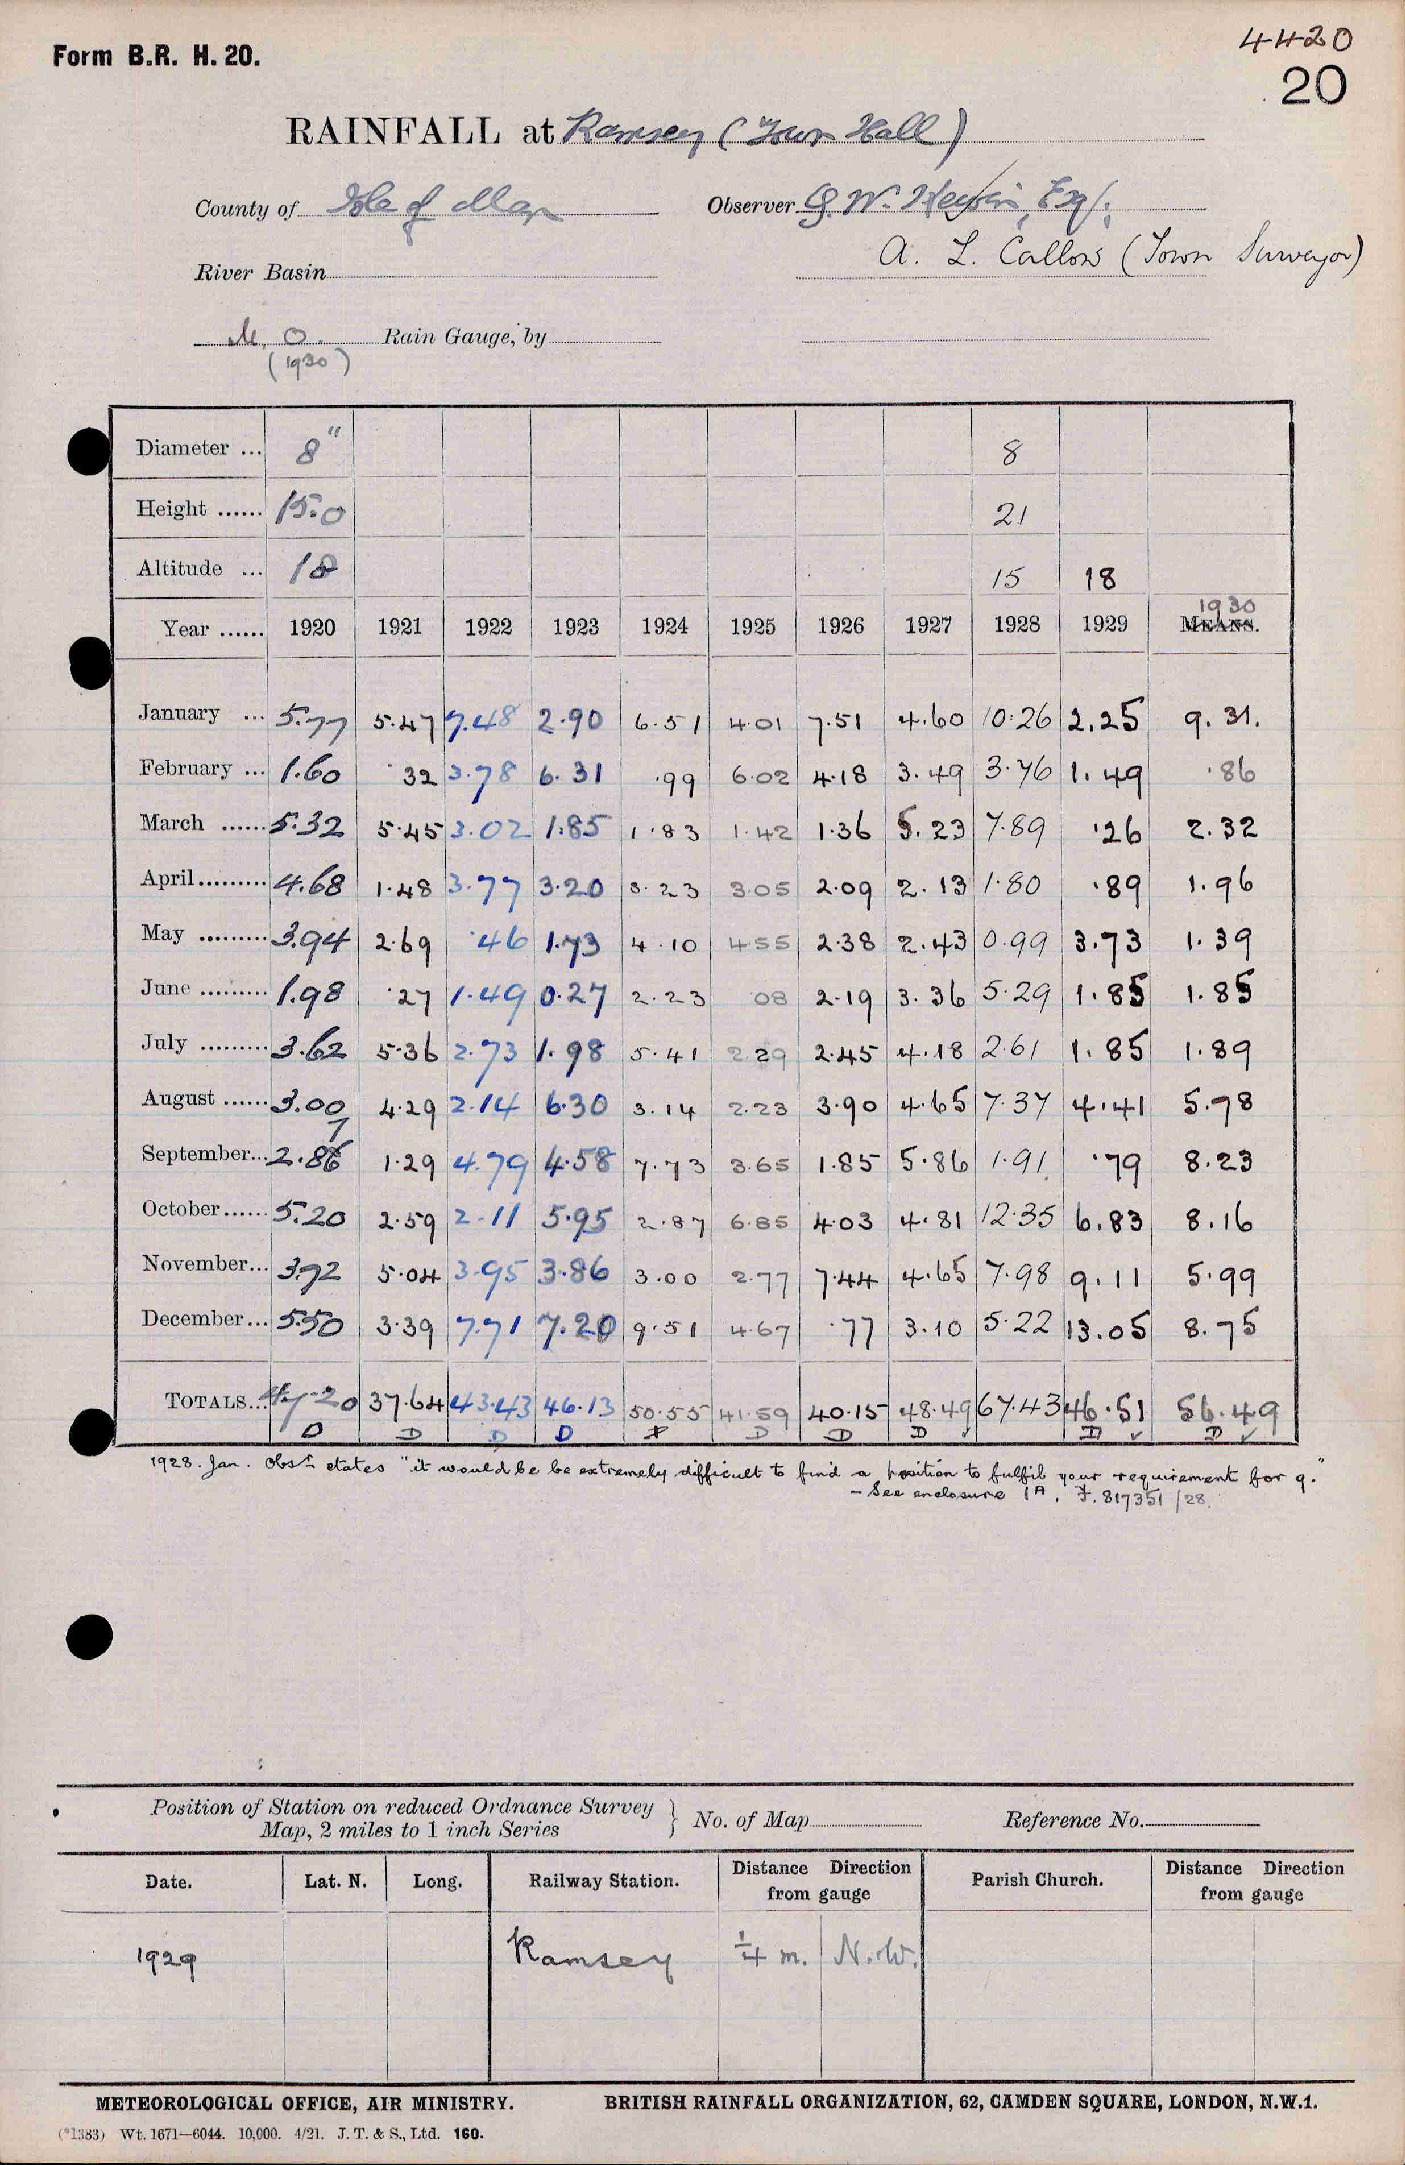 4420
Form B.R. H. 20.
20
RAINFALL at Ramsey (Town Hall)
County of Isle of Man Observer G. W. Esq.
A. L. Callow (Town Surveyor)
River Basin
M. O. Rain Gauge, by
(1930)
Diameter ... 8" 8
Height ...... 15.0 21
Altitude ... 18 15 18
1930
Year ...... 1920 1921 1922 1923 1924 1925 1926 1927 1928 1929 MEANS.
January ... 5.77 5.47 7.48 2.90 6.51 4.01 7.51 4.60 10.26 2.25 9.31.
February ... 1.60 .32 3.78 6.31 .99 6.02 4.18 3.49 3.76 1.49 .86
March ...... 5.32 5.45 3.02 1.85 1.83 1.42 1.36 5.23 7.89 .26 2.32
April......... 4.68 1.48 3.77 3.20 3.23 3.05 2.09 2.13 1.80 .89 1.96
May ......... 3.94 2.69 .46 1.73 4.10 4.55 2.38 2.43 0.99 3.73 1.39
June ......... 1.98 .27 1.49 0.27 2.23 08 2.19 3.36 5.29 1.85 1.85
July ......... 3.62 5.36 2.73 1.98 5.41 2.29 2.45 4.18 2.61 1.85 1.89
August ...... 3.00 4.29 2.14 6.30 3.14 2.23 3.90 4.65 7.37 4.41 5.78
7
September... 2.86 1.29 4.79 4.58 7.73 3.65 1.85 5.86 1.91 .79 8.23
October...... 5.20 2.59 2.11 5.95 2.87 6.85 4.03 4.81 12.35 6.83 8.16
November... 3.72 5.04 3.95 3.86 3.00 2.77 7.44 4.65 7.98 9.11 5.99
December... 5.50 3.39 7.71 7.20 9.51 4.67 .77 3.10 5.22 13.05 8.75
TOTALS... 47.20 37.64 43.43 46.13 50.55 41.59 40.15 48.49 67.43 46.51 56.49
D D D D D D D D ✓ D ✓ D ✓
1928. Jan. Obsr. states "it would be be extremely difficult to find a position to fulfil your requirement for g."
- See enclosure 1A. F. 817351/28.
Position of Station on reduced Ordnance Survey Map, 2 miles to 1 inch Series } No. of Map Reference No.
Date. Lat. N. Long. Railway Station. Distance Direction from gauge Parish Church. Distance Direction from gauge
1929 Ramsey ¼ m. N.W.
METEOROLOGICAL OFFICE, AIR MINISTRY. BRITISH RAINFALL ORGANIZATION, 62, CAMDEN SQUARE, LONDON, N.W.1.
(*1383) Wt. 1671—6044. 10,000. 4/21. J. T. & S., Ltd. 160.